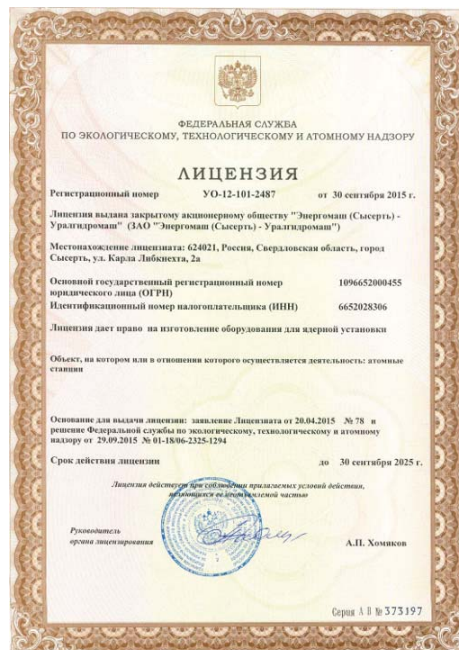 ФЕДЕРАЛЬНАЯ СЛУЖБА
ПО ЭКОЛОГИЧЕСКОМУ, ТЕХНОЛОГИЧЕСКОМУ И АТОМНОМУ НАДЗОРУ
ЛИЦЕНЗИЯ
Регистрационный номер УО-12-101-2487 от 30 сентября 2015 г.
Лицензия выдана закрытому акционерному обществу "Энергомаш (Сысерть) -
Уралгидромаш" (ЗАО "Энергомаш (Сысерть) - Уралгидромаш")
Местонахождение лицензиата: 624021, Россия, Свердловская область, город
Сысерть, ул. Карла Либкнехта, 2а
Основной государственный регистрационный номер 1096652000455
юридического лица (ОГРН)
Идентификационный номер налогоплательщика (ИНН) 6652028306
Лицензия дает право на изготовление оборудования для ядерной установки
Объект, на котором или в отношении которого осуществляется деятельность: атомные
станции
Основание для выдачи лицензии: заявление Лицензиата от 20.04.2015 № 78 и
решение Федеральной службы по экологическому, технологическому и атомному
надзору от 29.09.2015 № 01-18/06-2325-1294
Срок действия лицензии до 30 сентября 2025 г.
Лицензия действует при соблюдении прилагаемых условий действия,
являющихся ее неотъемлемой частью
Руководитель
органа лицензирования А.П. Хомяков
Серия А В № 373197